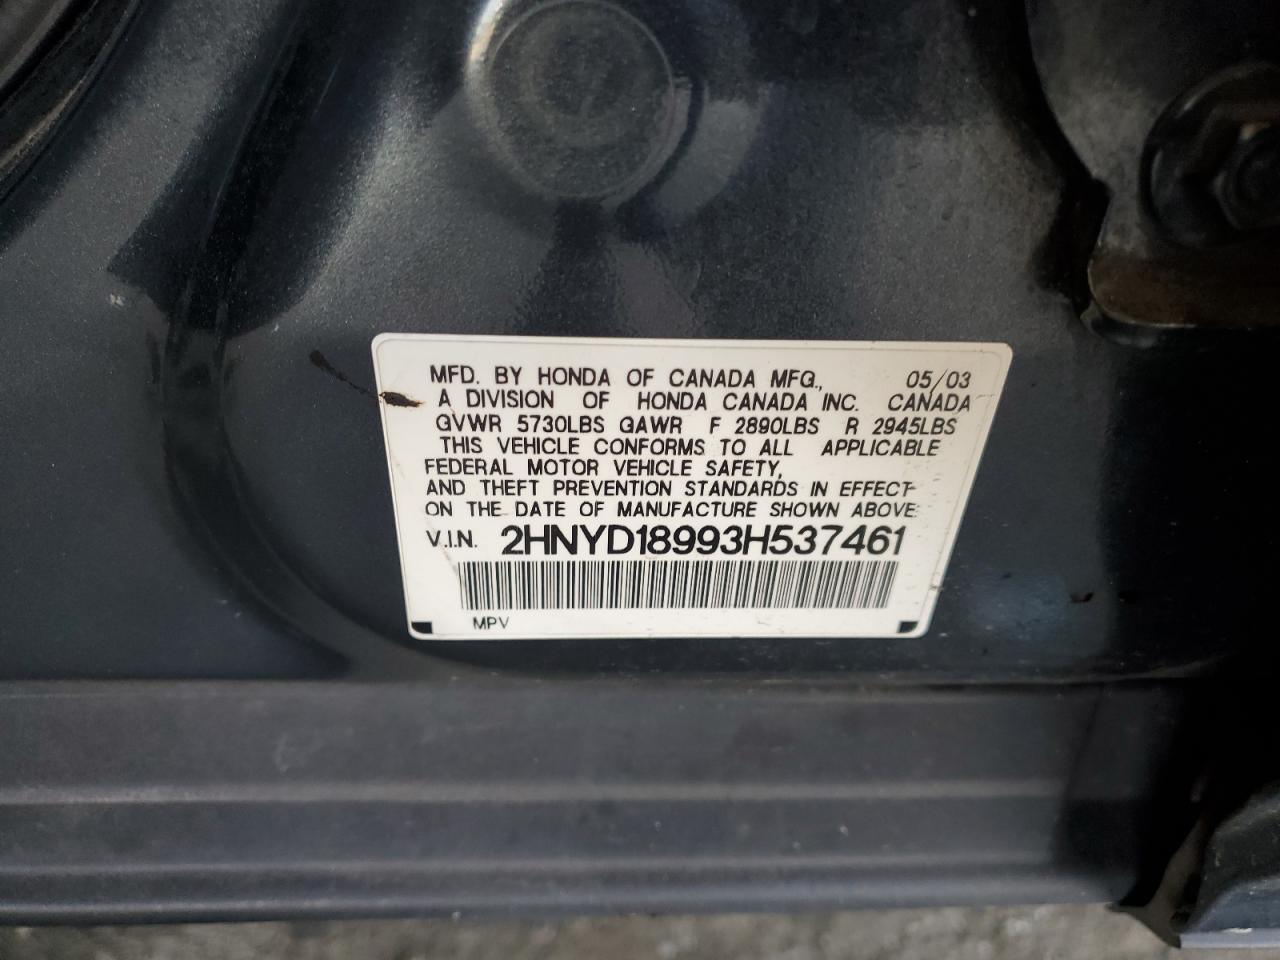 MFD. BY HONDA OF CANADA MFG., 05/03
A DIVISION OF HONDA CANADA INC. CANADA
GVWR 5730LBS GAWR F 2890LBS R 2945LBS
THIS VEHICLE CONFORMS TO ALL APPLICABLE
FEDERAL MOTOR VEHICLE SAFETY,
AND THEFT PREVENTION STANDARDS IN EFFECT
ON THE DATE OF MANUFACTURE SHOWN ABOVE.
V.I.N. 2HNYD18993H537461
MPV